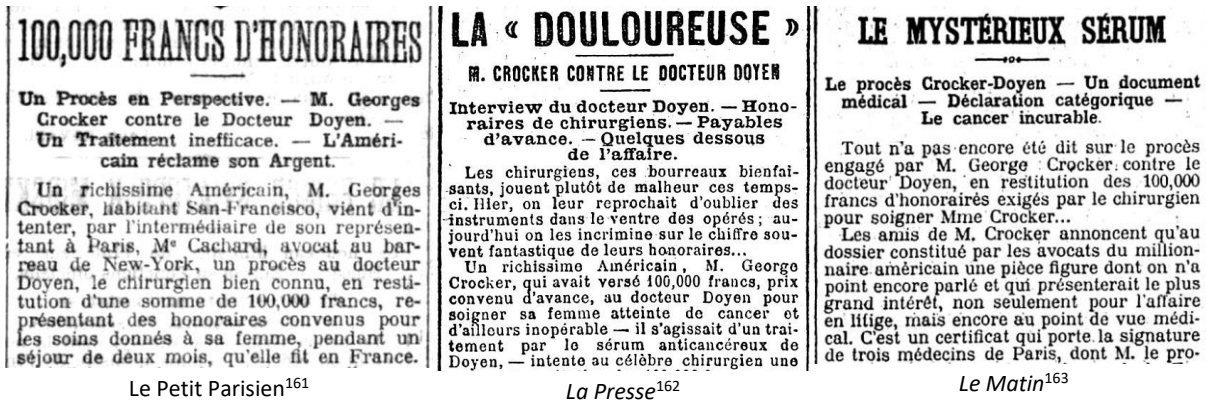 100,000 FRANCS D'HONORAIRES
Un Procès en Perspective. — M. Georges
Crocker contre le Docteur Doyen. —
Un Traitement inefficace. — L'Améri-
cain réclame son Argent.
Un richissime Américain, M. Georges
Crocker, habitant San-Francisco, vient d'in-
tenter, par l'intermédiaire de son représen-
tant à Paris, Me Cachard, avocat au bar-
reau de New-York, un procès au docteur
Doyen, le chirurgien bien connu, en resti-
tution d'une somme de 100,000 francs, re-
présentant des honoraires convenus pour
les soins donnés à sa femme, pendant un
séjour de deux mois, qu'elle fit en France.
Le Petit Parisien161
LA « DOULOUREUSE »
M. CROCKER CONTRE LE DOCTEUR DOYEN
Interview du docteur Doyen. — Hono-
raires de chirurgiens. — Payables
d'avance. — Quelques dessous
de l'affaire.
Les chirurgiens, ces bourreaux bienfai-
sants, jouent plutôt de malheur ces temps-
ci. Hier, on leur reprochait d'oublier des
instruments dans le ventre des opérés ; au-
jourd'hui on les incrimine sur le chiffre sou-
vent fantastique de leurs honoraires...
Un richissime Américain, M. George
Crocker, qui avait versé 100,000 francs, prix
convenu d'avance, au docteur Doyen pour
soigner sa femme atteinte de cancer et
d'ailleurs inopérable — il s'agissait d'un trai-
tement par le sérum anticancéreux de
Doyen, — intente au célèbre chirurgien une
La Presse162
LE MYSTÉRIEUX SÉRUM
Le procès Crocker-Doyen — Un document
médical — Déclaration catégorique —
Le cancer incurable.
Tout n'a pas encore été dit sur le procès
engagé par M. George Crocker contre le
docteur Doyen, en restitution des 100,000
francs d'honoraires exigés par le chirurgien
pour soigner Mme Crocker...
Les amis de M. Crocker annoncent qu'au
dossier constitué par les avocats du million-
naire américain une pièce figure dont on n'a
point encore parlé et qui présenterait le plus
grand intérêt, non seulement pour l'affaire
en litige, mais encore au point de vue médi-
cal. C'est un certificat qui porte la signature
de trois médecins de Paris, dont M. le pro-
Le Matin163